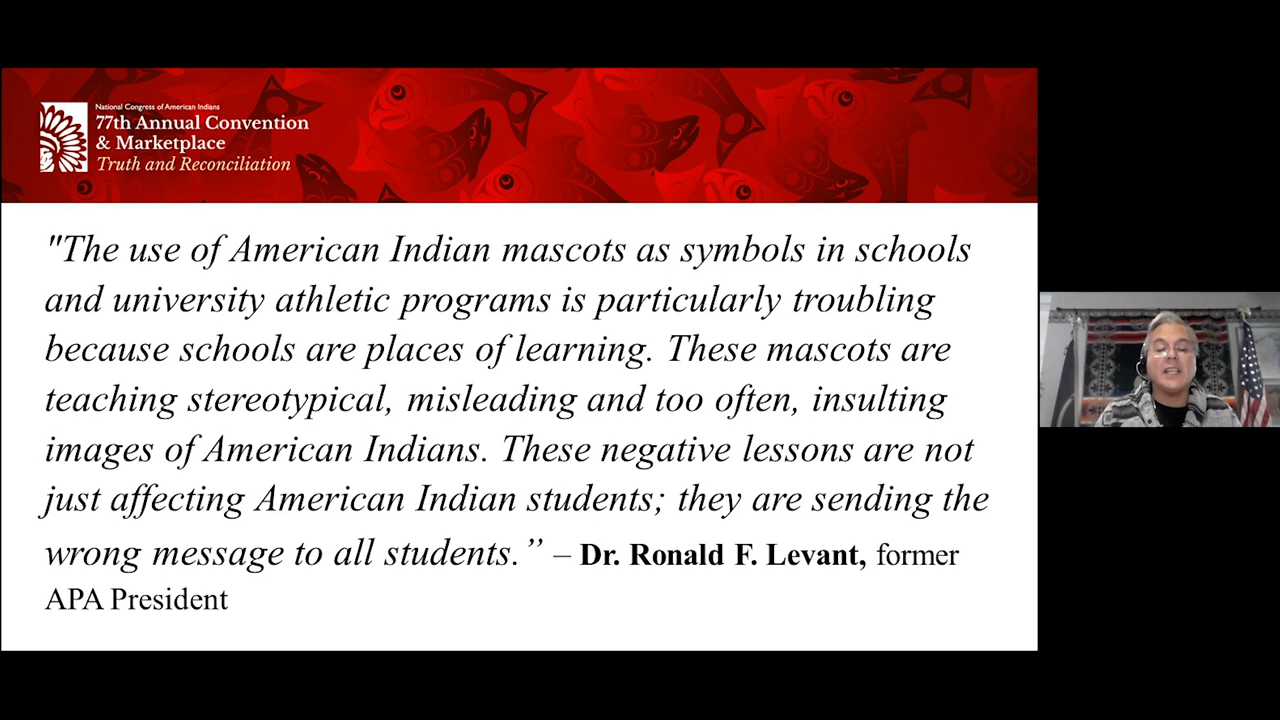 National Congress of American Indians
77th Annual Convention
& Marketplace
Truth and Reconciliation
"The use of American Indian mascots as symbols in schools
and university athletic programs is particularly troubling
because schools are places of learning. These mascots are
teaching stereotypical, misleading and too often, insulting
images of American Indians. These negative lessons are not
just affecting American Indian students; they are sending the
wrong message to all students.” – Dr. Ronald F. Levant, former
APA President